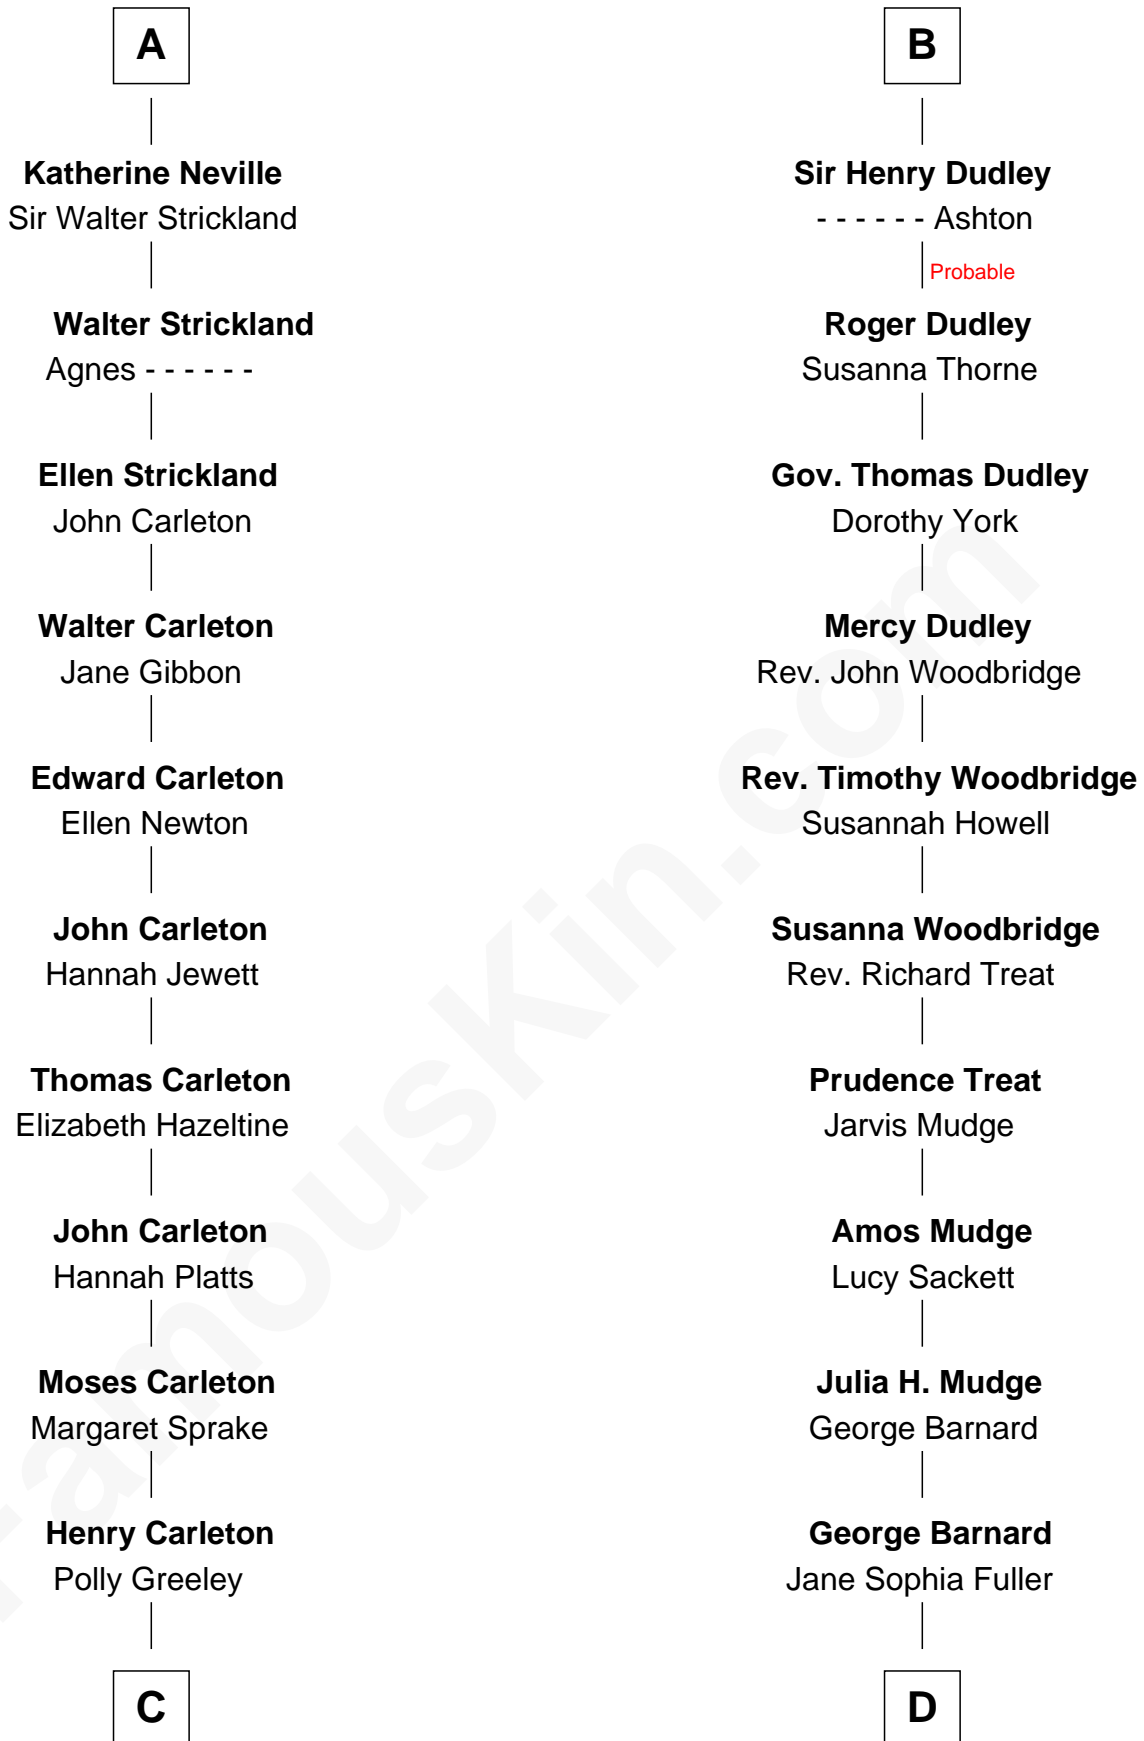 A
Katherine Neville
Sir Walter Strickland
Walter Strickland
Agnes - - - - - -
Ellen Strickland
John Carleton
Walter Carleton
Jane Gibbon
Edward Carleton
Ellen Newton
John Carleton
Hannah Jewett
Thomas Carleton
Elizabeth Hazeltine
John Carleton
Hannah Platts
Moses Carleton
Margaret Sprake
Henry Carleton
Polly Greeley
C
B
Sir Henry Dudley
- - - - - - Ashton
Probable
Roger Dudley
Susanna Thorne
Gov. Thomas Dudley
Dorothy York
Mercy Dudley
Rev. John Woodbridge
Rev. Timothy Woodbridge
Susannah Howell
Susanna Woodbridge
Rev. Richard Treat
Prudence Treat
Jarvis Mudge
Amos Mudge
Lucy Sackett
Julia H. Mudge
George Barnard
George Barnard
Jane Sophia Fuller
D
FamousKin.com